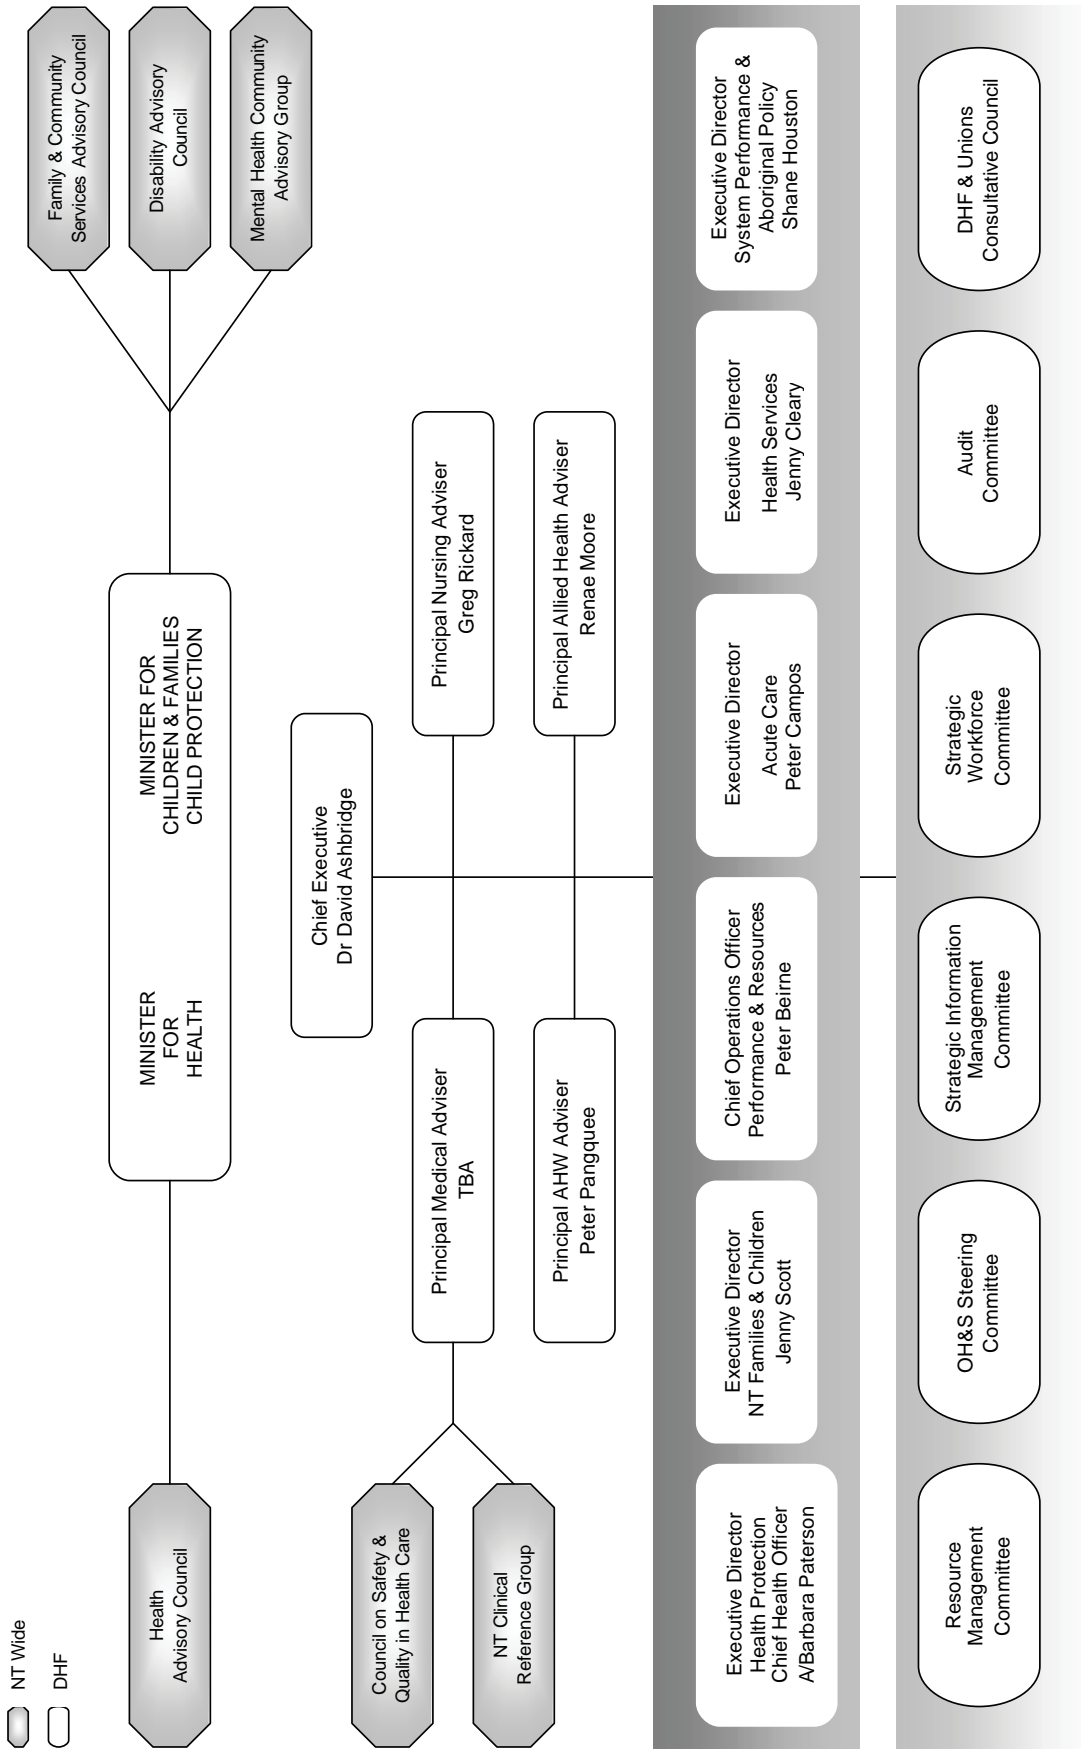 NT Wide
DHF
Health
Advisory Council
MINISTER
FOR
HEALTH
MINISTER FOR
CHILDREN & FAMILIES
CHILD PROTECTION
Family & Community
Services Advisory Council
Disability Advisory
Council
Mental Health Community
Advisory Group
Chief Executive
Dr David Ashbridge
Council on Safety &
Quality in Health Care
NT Clinical
Reference Group
Principal Medical Adviser
TBA
Principal Nursing Adviser
Greg Rickard
Principal AHW Adviser
Peter Pangquee
Principal Allied Health Adviser
Renae Moore
Executive Director
Health Protection
Chief Health Officer
A/Barbara Paterson
Executive Director
NT Families & Children
Jenny Scott
Chief Operations Officer
Performance & Resources
Peter Beirne
Executive Director
Acute Care
Peter Campos
Executive Director
Health Services
Jenny Cleary
Executive Director
System Performance &
Aboriginal Policy
Shane Houston
Resource
Management
Committee
OH&S Steering
Committee
Strategic Information
Management
Committee
Strategic
Workforce
Committee
Audit
Committee
DHF & Unions
Consultative Council